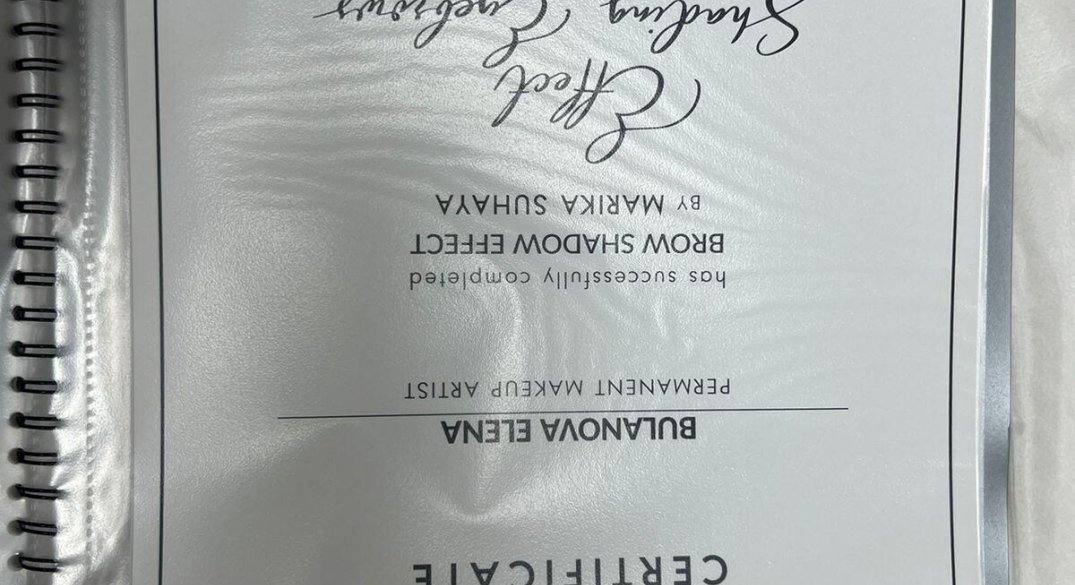 CERTIFICATE
BULANOVA ELENA
PERMANENT MAKEUP ARTIST
has successfully completed
BROW SHADOW EFFECT
BY MARIKA SUHAYA
Effect
Shading Eyebrows